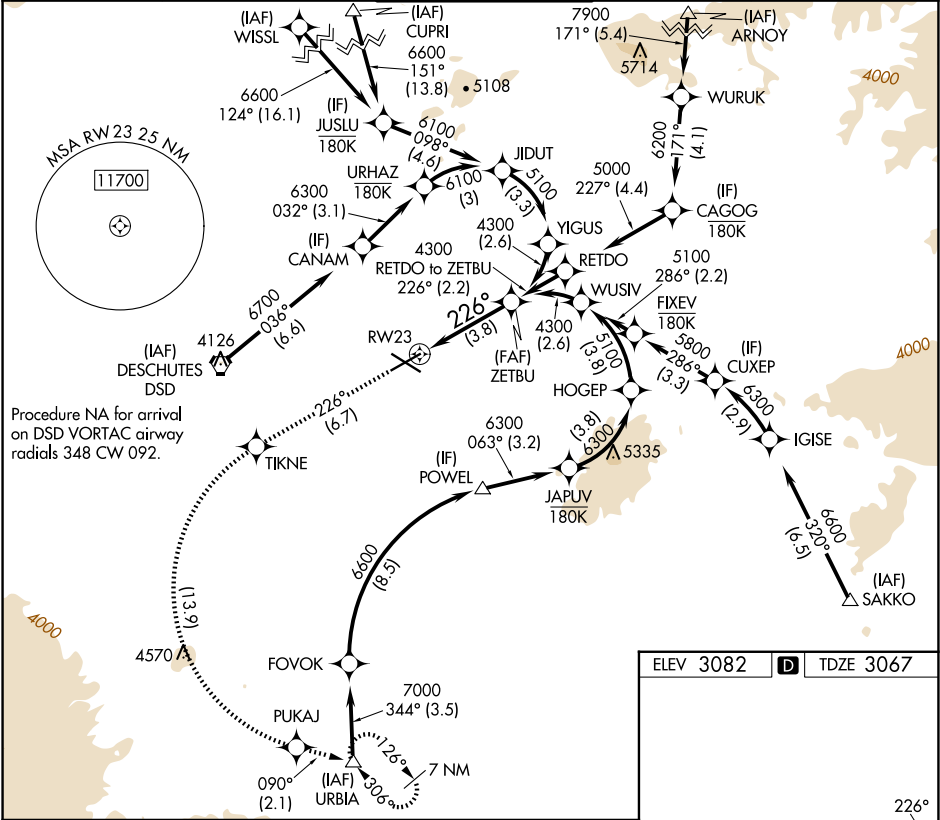 (IAF)
WISSL
(IAF)
CUPRI
6600
151°
(13.8)
5108
6600
124° (16.1)
(IF)
JUSLU
180K
6100
098°
(4.6)
7900
171° (5.4)
5714
(IAF)
ARNOY
4000
WURUK
6200
171°
(4.1)
MSA RW 23 25 NM
11700
URHAZ
180K
6100
(3)
JIDUT
5100
(3.3)
5000
227° (4.4)
(IF)
CAGOG
180K
6300
032° (3.1)
(IF)
CANAM
4300
(2.6)
YIGUS
4300
RETDO to ZETBU
226° (2.2)
RETDO
5100
286° (2.2)
WUSIV
FIXEV
180K
6700
036°
(6.6)
226°
(3.8)
4300
(2.6)
(FAF)
ZETBU
5100
(3.8)
5800
286°
(3.3)
(IF)
CUXEP
4000
4126
(IAF)
DESCHUTES
DSD
RW23
HOGEP
6300
(2.9)
IGISE
Procedure NA for arrival
on DSD VORTAC airway
radials 348 CW 092.
226°
(6.7)
TIKNE
6300
063° (3.2)
(3.8)
6300
5335
(IF)
POWEL
JAPUV
180K
6600
320°
(6.5)
(IAF)
SAKKO
6600
(8.5)
(13.9)
4000
4570
FOVOK
7000
344° (3.5)
PUKAJ
090°
(2.1)
(IAF)
URBIA
126°
306°
7 NM
ELEV 3082 D TDZE 3067
226°